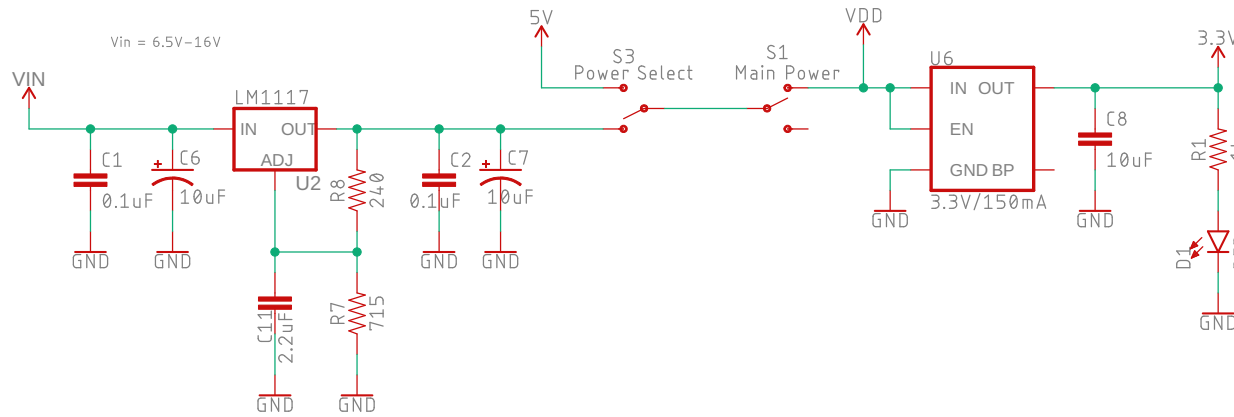 5V
VDD
Vin = 6.5V-16V
S3
Power Select
S1
Main Power
U6
3.3V
VIN
LM1117
IN OUT
ADJ
U2
IN OUT
EN
GND BP
3.3V/150mA
C1
0.1uF
C6
10uF
R8
240
C2
0.1uF
C7
10uF
C8
10uF
R1
GND
GND
GND
GND
GND
GND
D1
C11
2.2uF
R7
715
GND
GND
GND